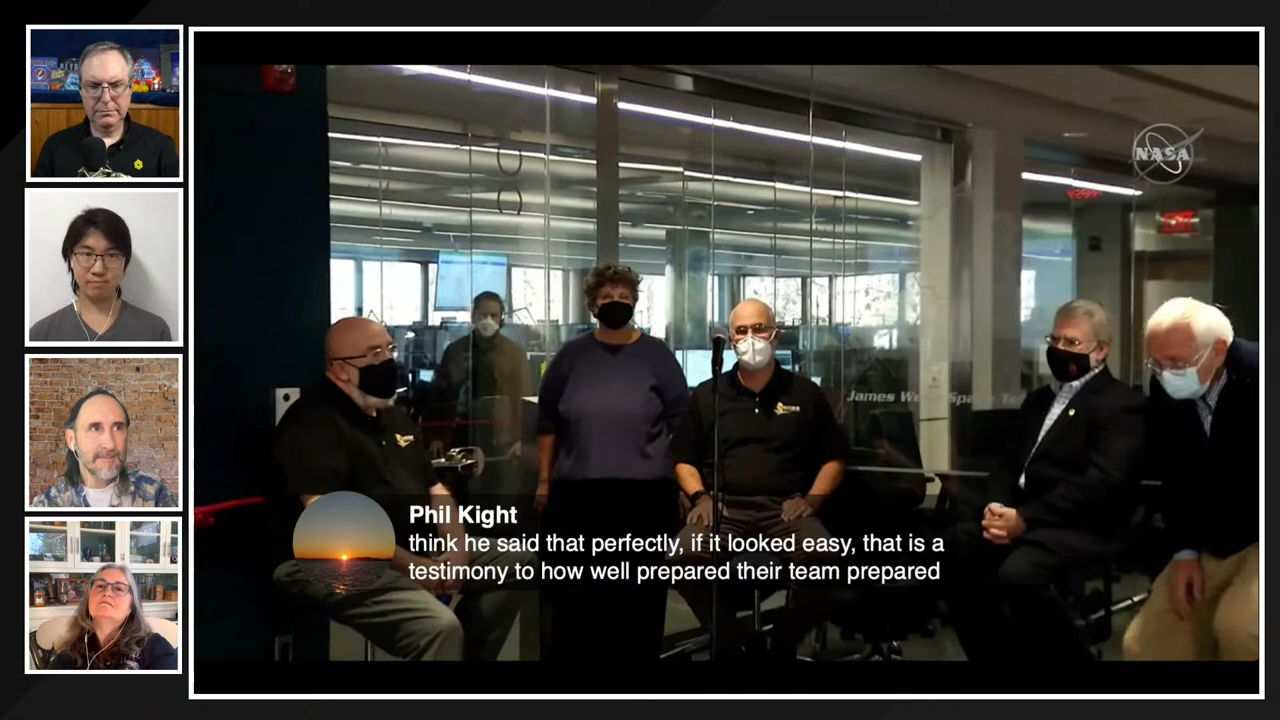 NASA
James We
Phil Kight
think he said that perfectly, if it looked easy, that is a
testimony to how well prepared their team prepared